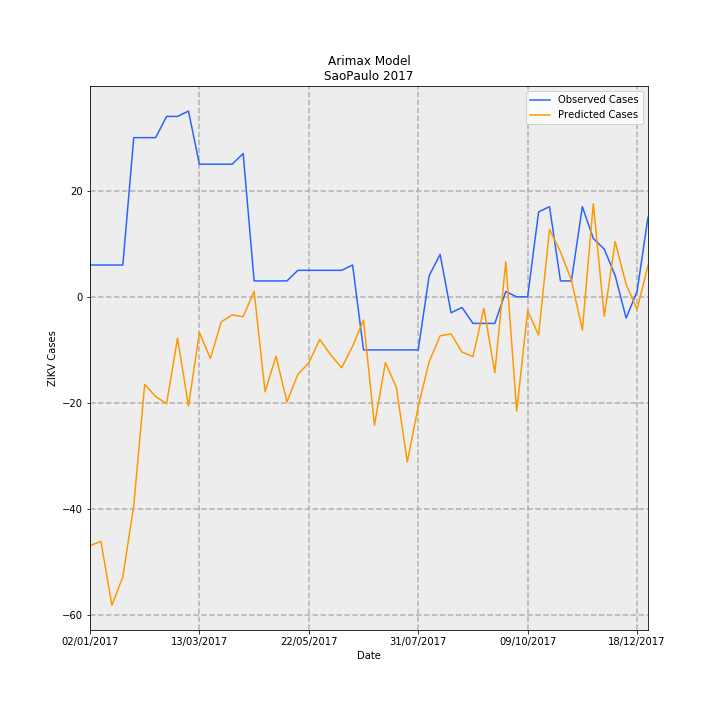 Arimax Model
SaoPaulo 2017
Observed Cases
Predicted Cases
ZIKV Cases
20
0
−20
−40
−60
02/01/2017
13/03/2017
22/05/2017
31/07/2017
09/10/2017
18/12/2017
Date